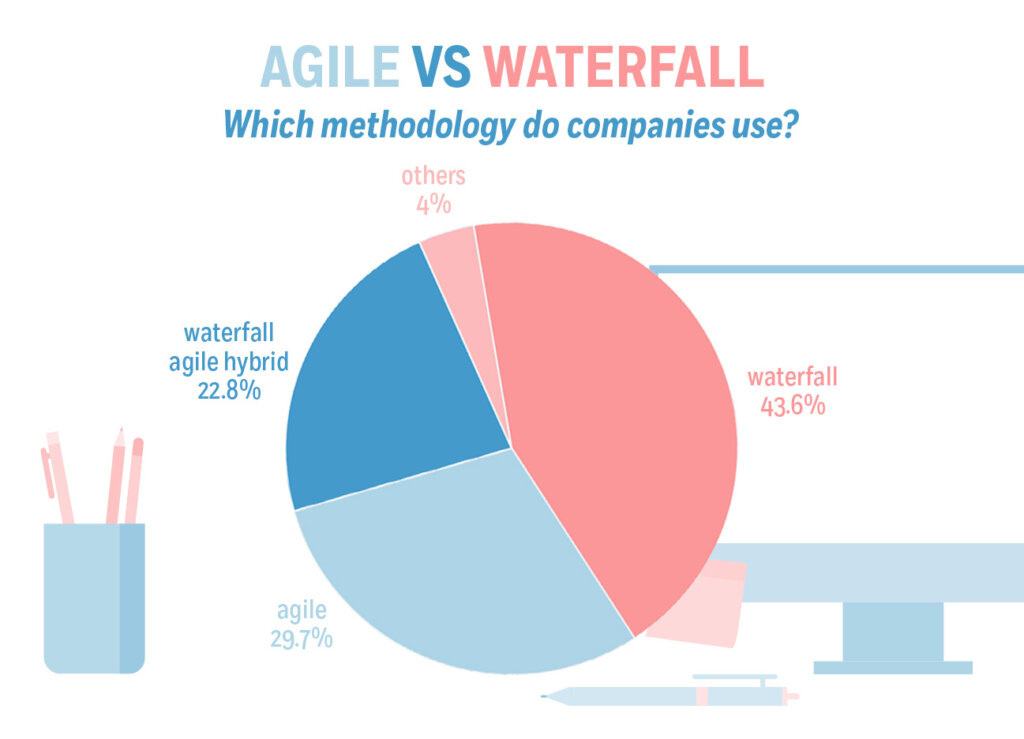 AGILE VS WATERFALL
Which methodology do companies use?
others
4%
waterfall
agile hybrid
22.8%
waterfall
43.6%
agile
29.7%